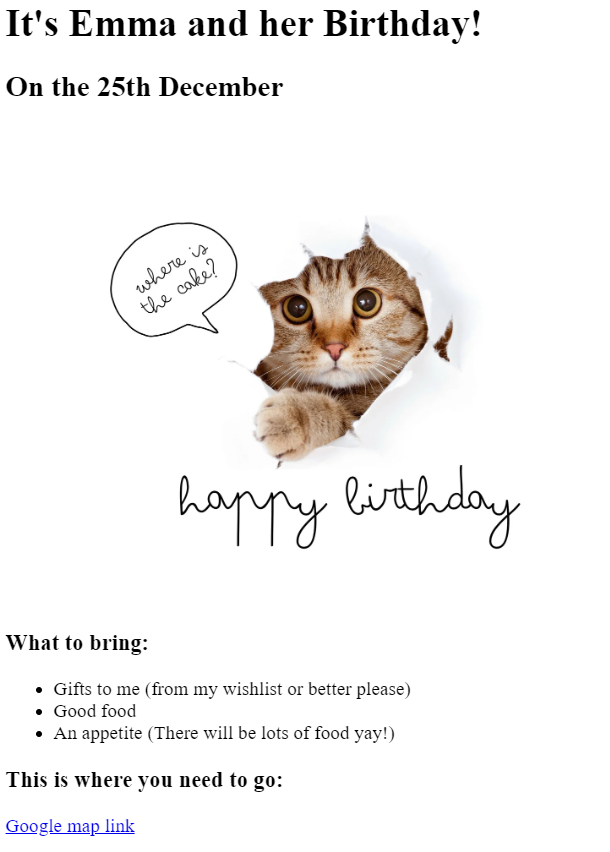 It's Emma and her Birthday!
On the 25th December
where is
the cake?
happy birthday
What to bring:
Gifts to me (from my wishlist or better please)
Good food
An appetite (There will be lots of food yay!)
This is where you need to go:
Google map link